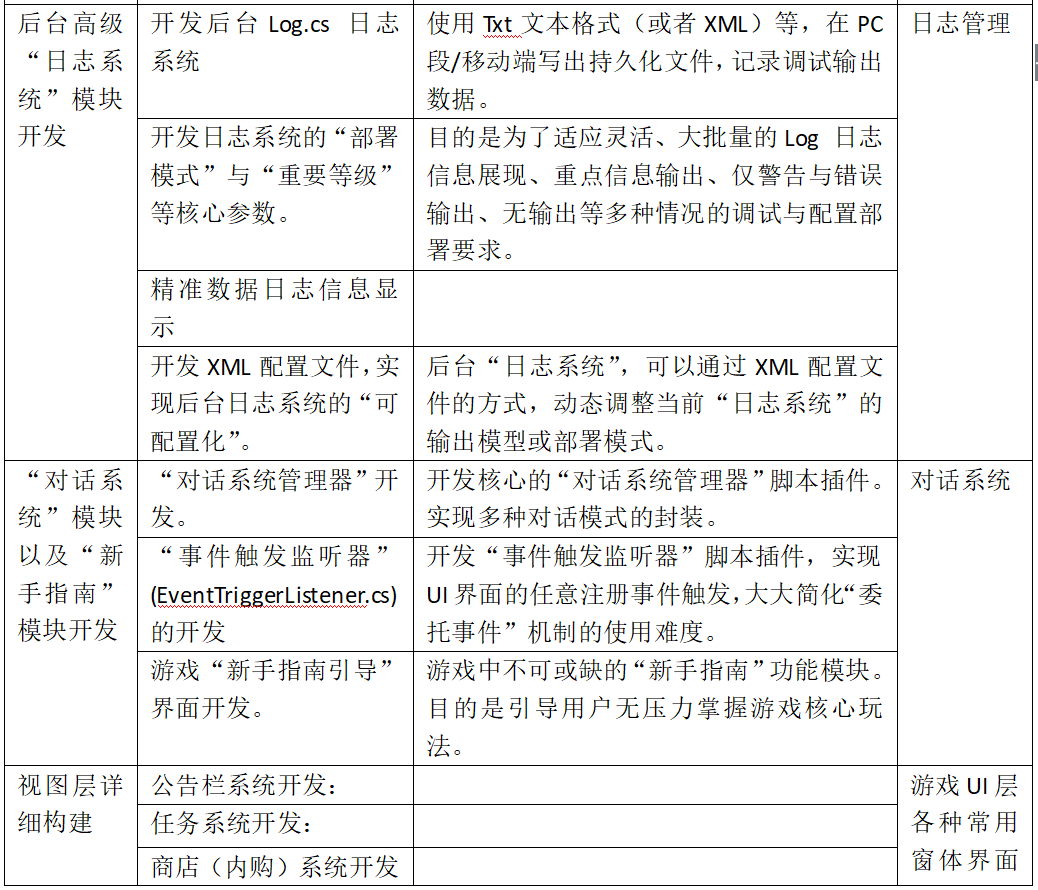 后台高级
“日志系
统”模块
开发
开发后台 Log.cs 日志
系统
使用 Txt 文本格式（或者 XML）等，在 PC
段/移动端写出持久化文件，记录调试输出
数据。
日志管理
开发日志系统的“部署
模式”与“重要等级”
等核心参数。
目的是为了适应灵活、大批量的 Log 日志
信息展现、重点信息输出、仅警告与错误
输出、无输出等多种情况的调试与配置部
署要求。
精准数据日志信息显
示
开发 XML 配置文件，实
现后台日志系统的“可
配置化”。
后台“日志系统”，可以通过 XML 配置文
件的方式，动态调整当前“日志系统”的
输出模型或部署模式。
“对话系
统”模块
以及“新
手指南”
模块开发
“对话系统管理器”开
发。
开发核心的“对话系统管理器”脚本插件。
实现多种对话模式的封装。
对话系统
“事件触发监听器”
(EventTriggerListener.cs)
的开发
开发“事件触发监听器”脚本插件，实现
UI 界面的任意注册事件触发，大大简化“委
托事件”机制的使用难度。
游戏“新手指南引导”
界面开发。
游戏中不可或缺的“新手指南”功能模块。
目的是引导用户无压力掌握游戏核心玩
法。
视图层详
细构建
公告栏系统开发：
游戏 UI 层
各种常用
窗体界面
任务系统开发：
商店（内购）系统开发